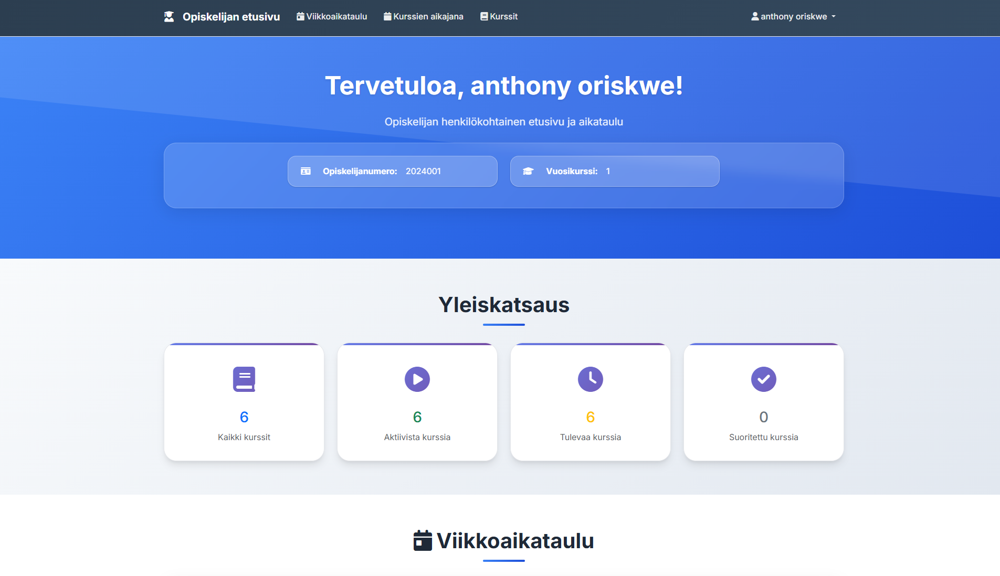 Opiskelijan etusivu Viikkoaikataulu Kurssien aikajana Kurssit anthony oriskwe
Tervetuloa, anthony oriskwe!
Opiskelijan henkilökohtainen etusivu ja aikataulu
Opiskelijanumero: 2024001 Vuosikurssi: 1
Yleiskatsaus
6 6 6 0
Kaikki kurssit Aktiivista kurssia Tulevaa kurssia Suoritettu kurssia
Viikkoaikataulu